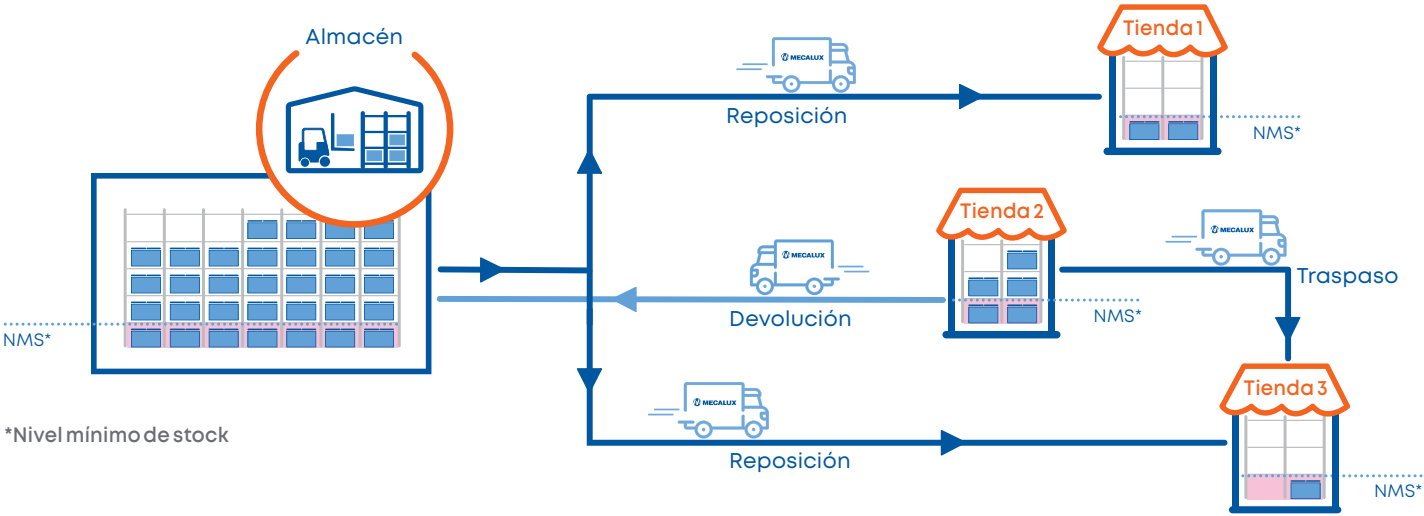 Almacén
NMS*
*Nivel mínimo de stock
MECALUX
Reposición
Tienda 1
NMS*
MECALUX
Devolución
Tienda 2
NMS*
MECALUX
Traspaso
MECALUX
Reposición
Tienda 3
NMS*